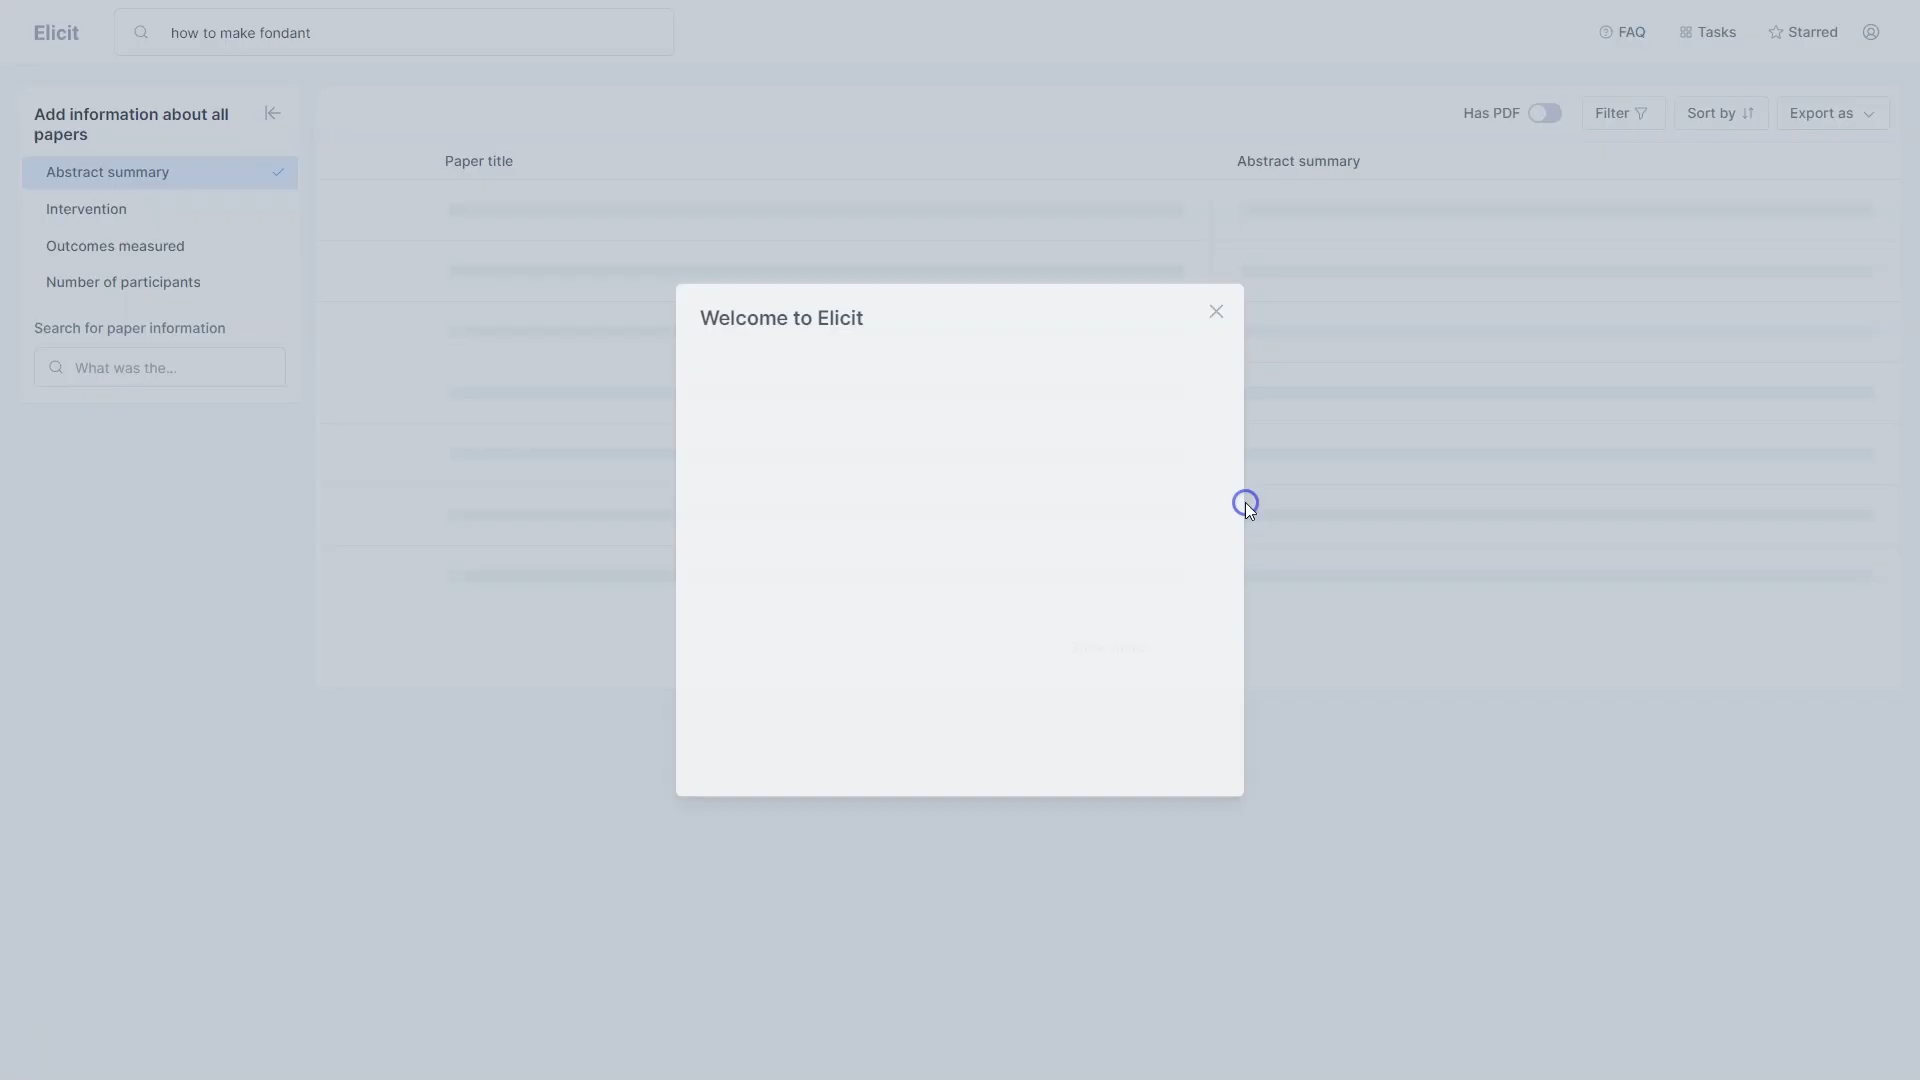 Elicit
how to make fondant
FAQ
Tasks
Starred
Add information about all
papers
Abstract summary
Intervention
Outcomes measured
Number of participants
Search for paper information
What was the...
Has PDF
Filter
Sort by
Export as
Paper title
Abstract summary
Welcome to Elicit